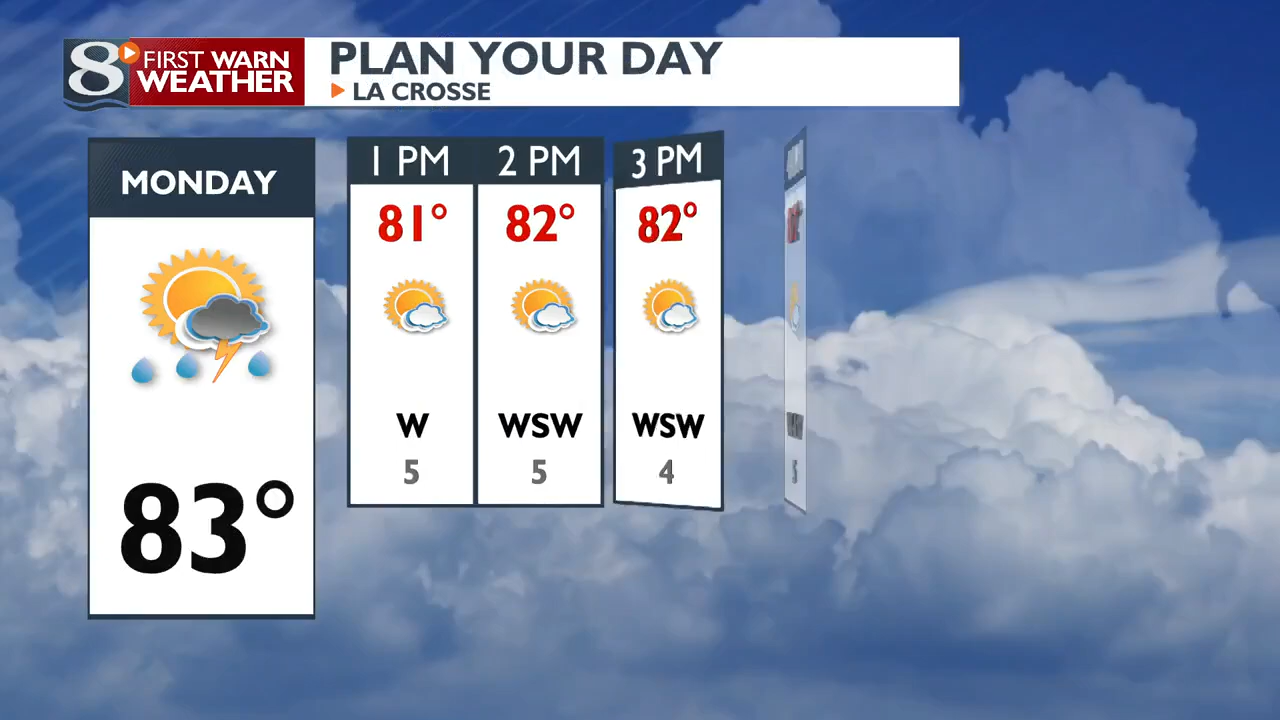 8 FIRST WARN
WEATHER
PLAN YOUR DAY
LA CROSSE
MONDAY
83°
1 PM 2 PM 3 PM
81° 82° 82°
W WSW WSW
5 5 4 5